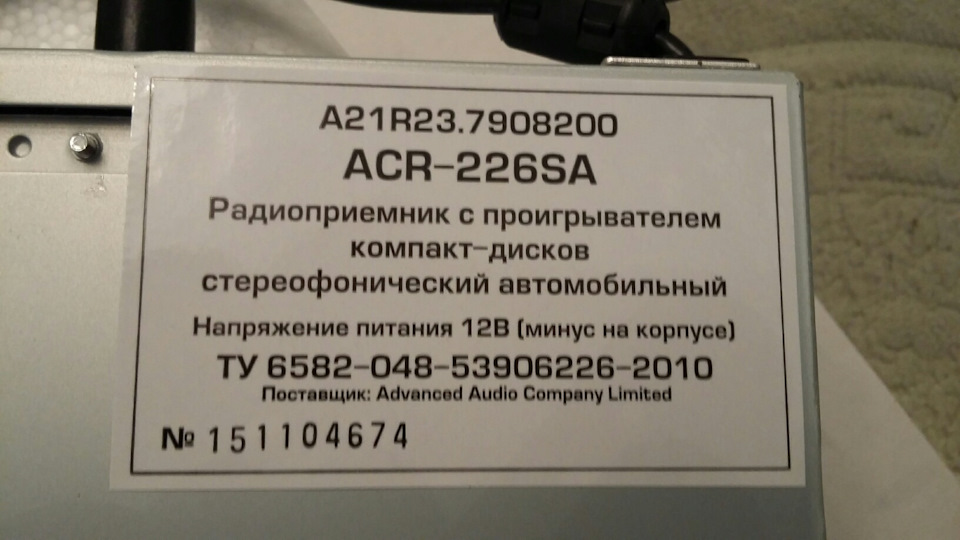 A21R23.7908200
ACR-226SA
Радиоприемник с проигрывателем
компакт-дисков
стереофонический автомобильный
Напряжение питания 12В (минус на корпусе)
ТУ 6582-048-53906226-2010
Поставщик: Advanced Audio Company Limited
№ 151104674